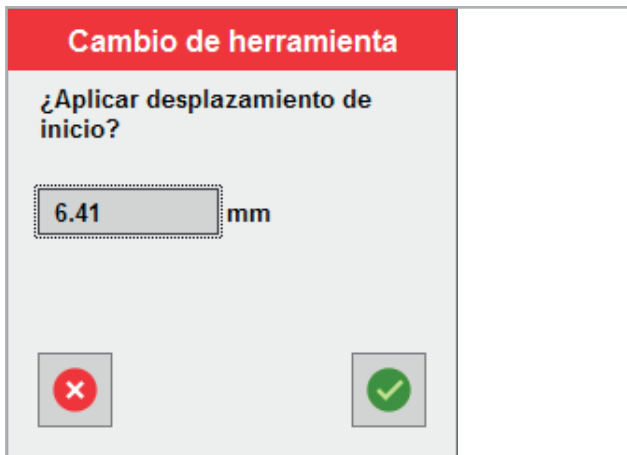 Cambio de herramienta
¿Aplicar desplazamiento de
inicio?
6.41 mm